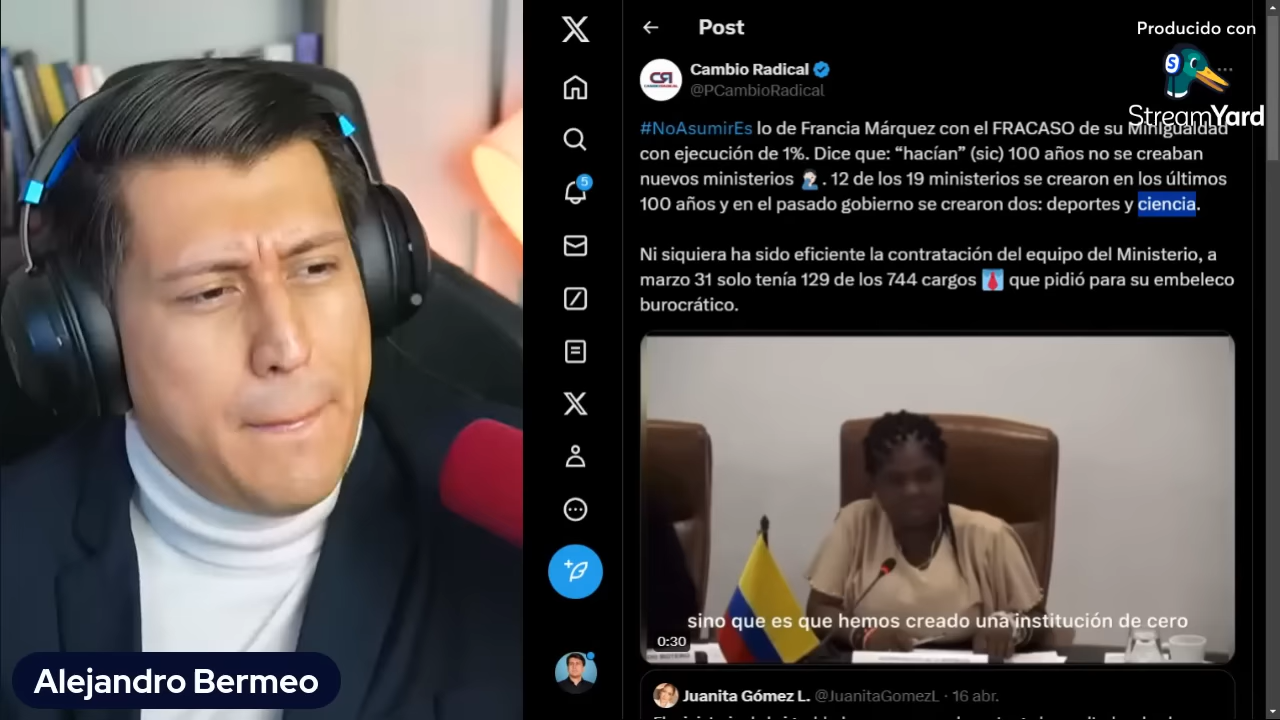 Producido con
StreamYard
Post
Cambio Radical
@PCambioRadical
#NoAsumirEs lo de Francia Márquez con el FRACASO de su Minigualdad
con ejecución de 1%. Dice que: “hacían” (sic) 100 años no se creaban
nuevos ministerios 🤦🏻. 12 de los 19 ministerios se crearon en los últimos
100 años y en el pasado gobierno se crearon dos: deportes y ciencia.
Ni siquiera ha sido eficiente la contratación del equipo del Ministerio, a
marzo 31 solo tenía 129 de los 744 cargos que pidió para su embeleco
burocrático.
5
sino que es que hemos creado una institución de cero
0:30
Juanita Gómez L. @JuanitaGomezL · 16 abr.
Alejandro Bermeo